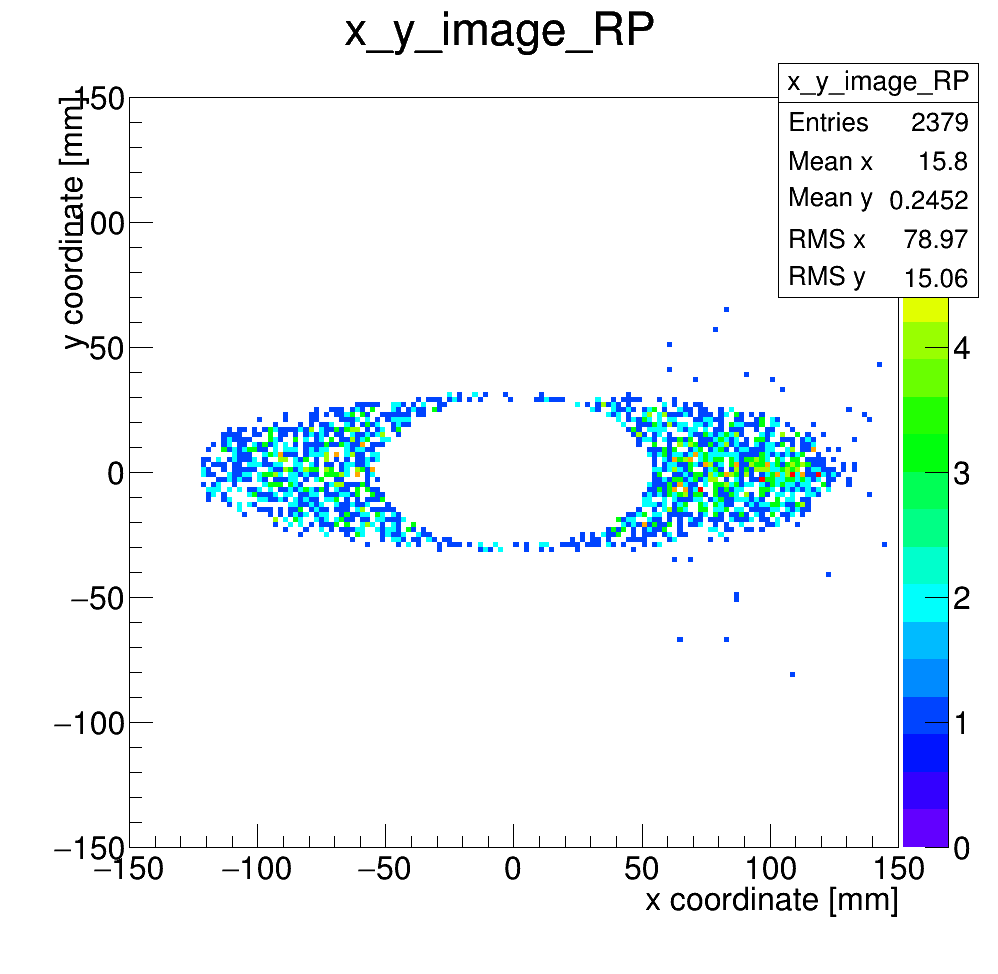 x_y_image_RP
x_y_image_RP
Entries 2379
Mean x 15.8
Mean y 0.2452
RMS x 78.97
RMS y 15.06
y coordinate [mm]
150
100
50
0
−50
−100
−150
−150 −100 −50 0 50 100 150
x coordinate [mm]
4
3
2
1
0